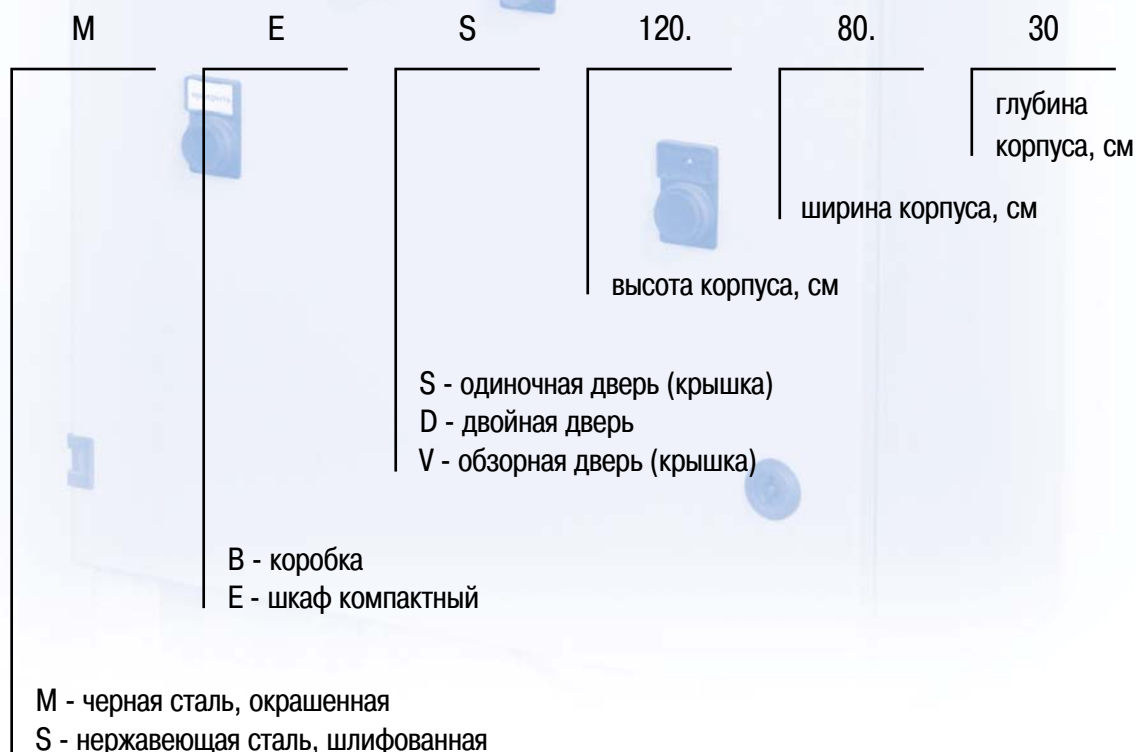 M E S 120. 80. 30
глубина
корпуса, см
ширина корпуса, см
высота корпуса, см
S - одиночная дверь (крышка)
D - двойная дверь
V - обзорная дверь (крышка)
B - коробка
E - шкаф компактный
M - черная сталь, окрашенная
S - нержавеющая сталь, шлифованная